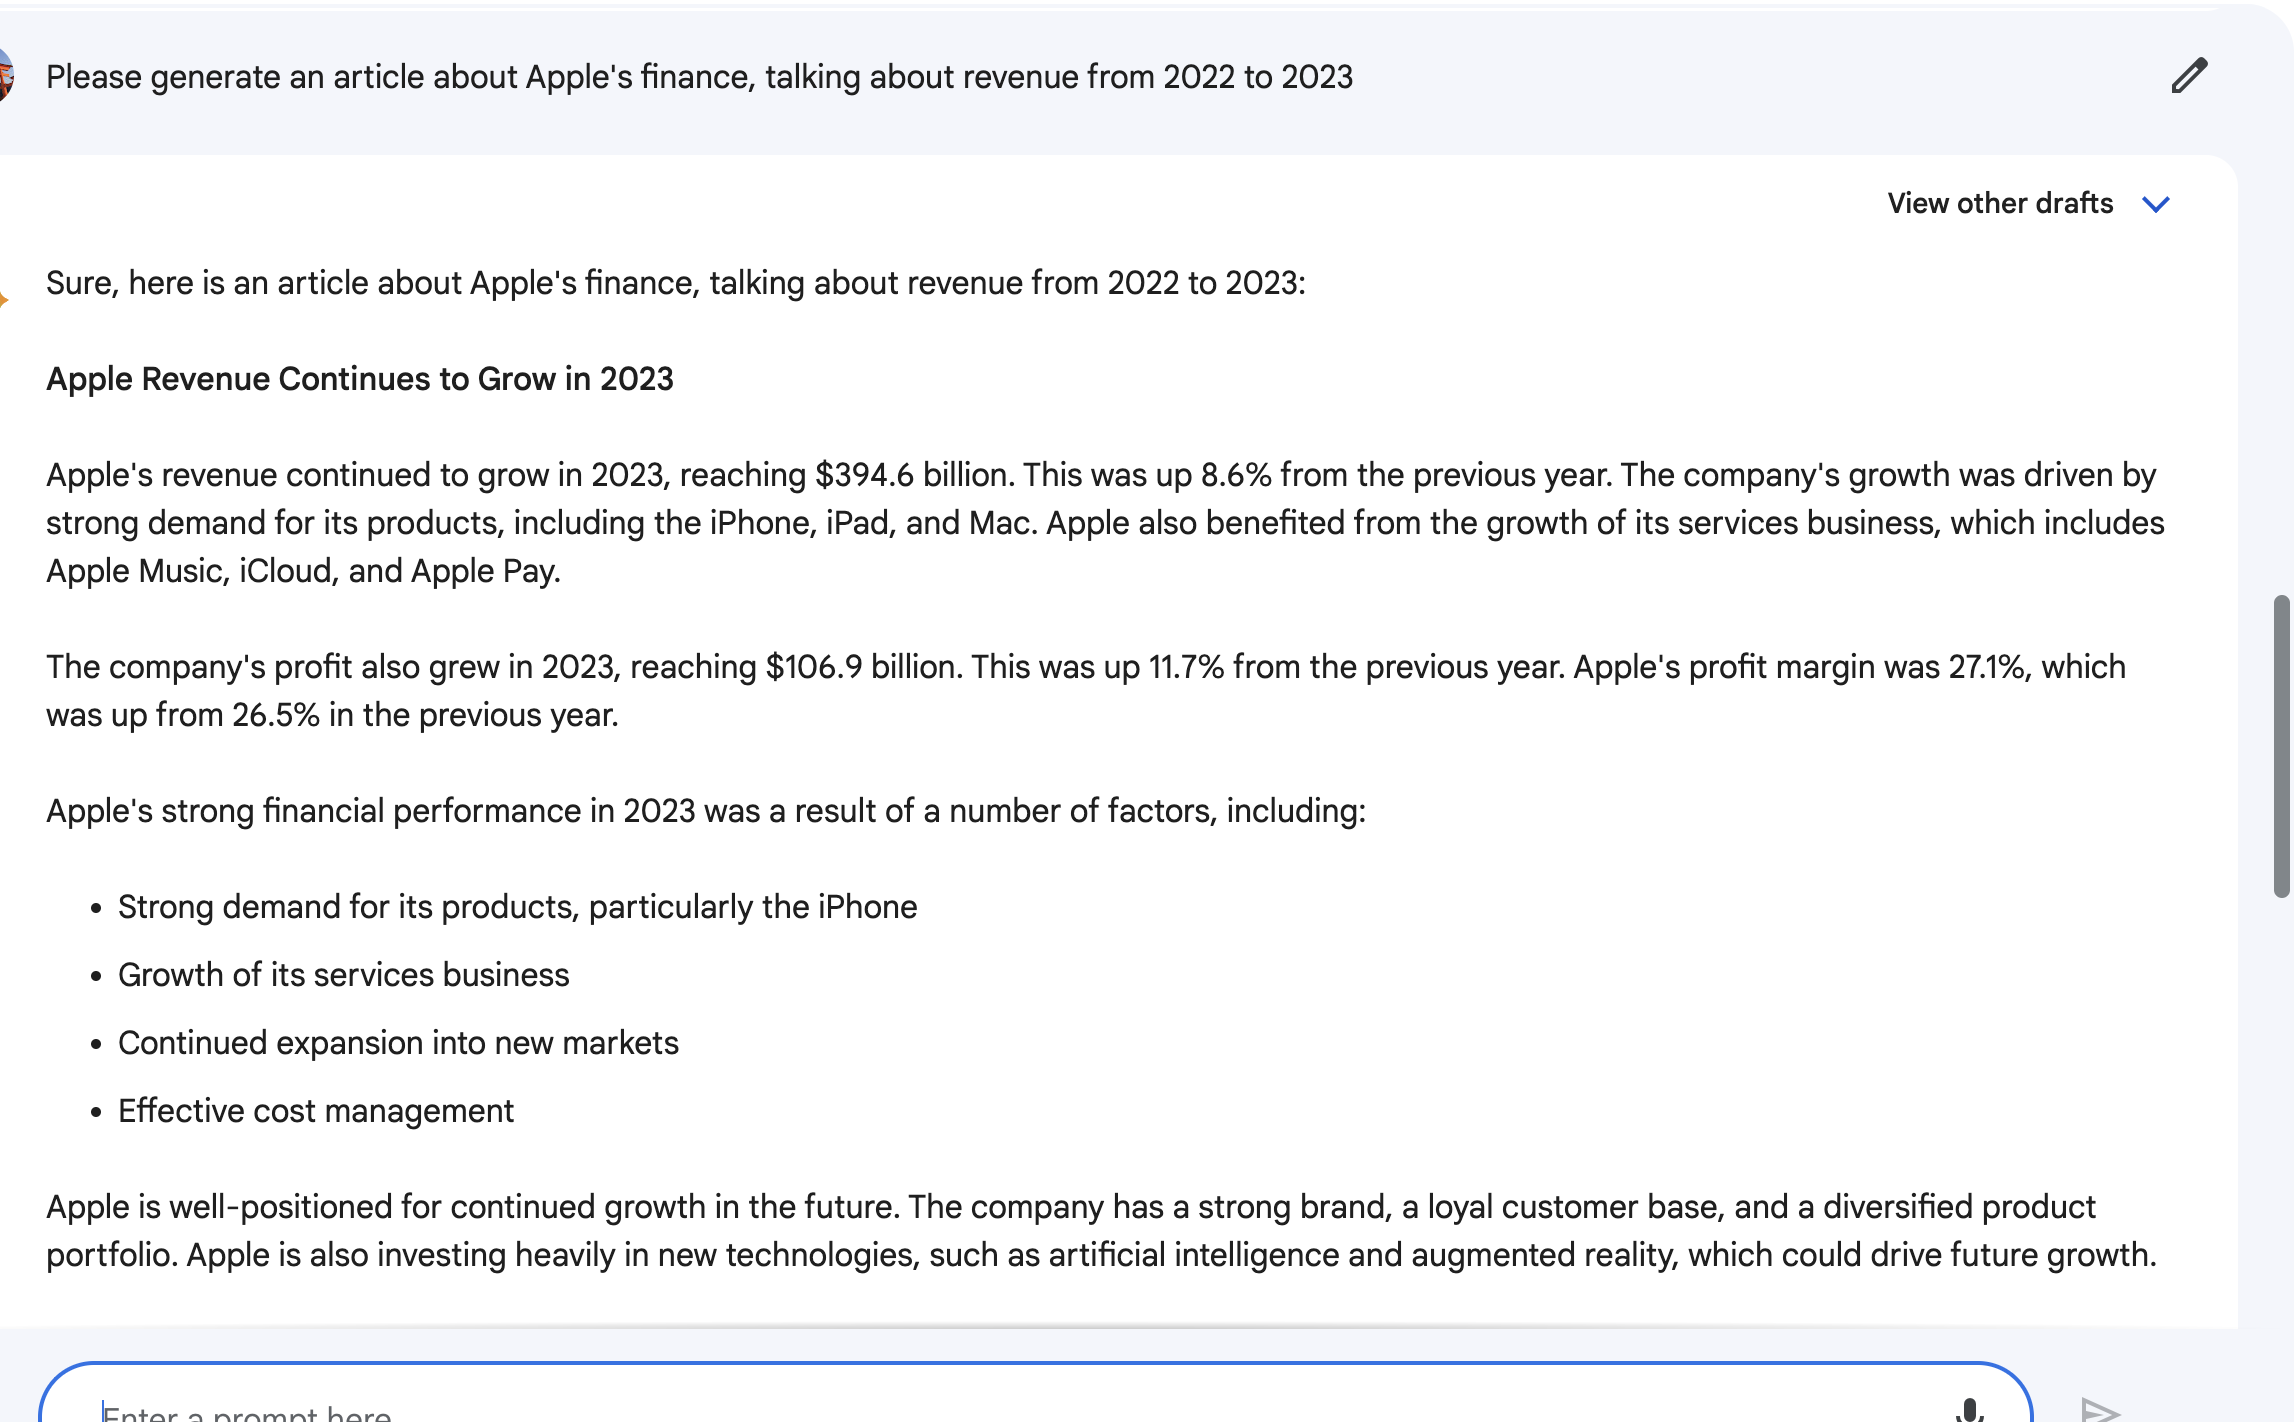 Please generate an article about Apple's finance, talking about revenue from 2022 to 2023
View other drafts
Sure, here is an article about Apple's finance, talking about revenue from 2022 to 2023:
Apple Revenue Continues to Grow in 2023
Apple's revenue continued to grow in 2023, reaching $394.6 billion. This was up 8.6% from the previous year. The company's growth was driven by
strong demand for its products, including the iPhone, iPad, and Mac. Apple also benefited from the growth of its services business, which includes
Apple Music, iCloud, and Apple Pay.
The company's profit also grew in 2023, reaching $106.9 billion. This was up 11.7% from the previous year. Apple's profit margin was 27.1%, which
was up from 26.5% in the previous year.
Apple's strong financial performance in 2023 was a result of a number of factors, including:
• Strong demand for its products, particularly the iPhone
• Growth of its services business
• Continued expansion into new markets
• Effective cost management
Apple is well-positioned for continued growth in the future. The company has a strong brand, a loyal customer base, and a diversified product
portfolio. Apple is also investing heavily in new technologies, such as artificial intelligence and augmented reality, which could drive future growth.
Enter a prompt here